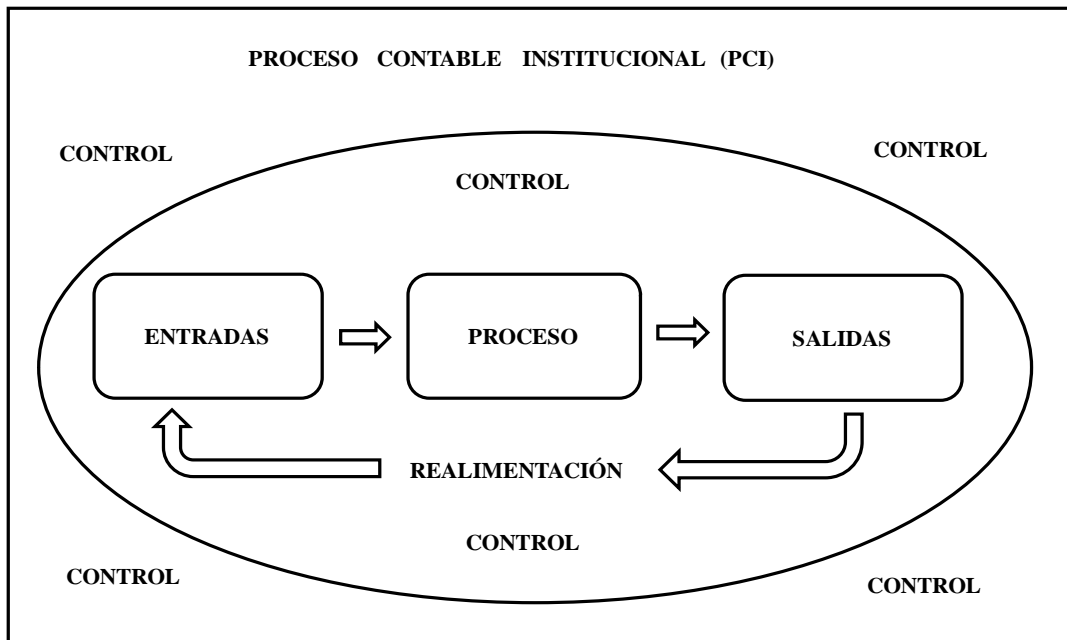 PROCESO CONTABLE INSTITUCIONAL (PCI)
CONTROL
CONTROL
CONTROL
ENTRADAS
PROCESO
SALIDAS
REALIMENTACIÓN
CONTROL
CONTROL
CONTROL